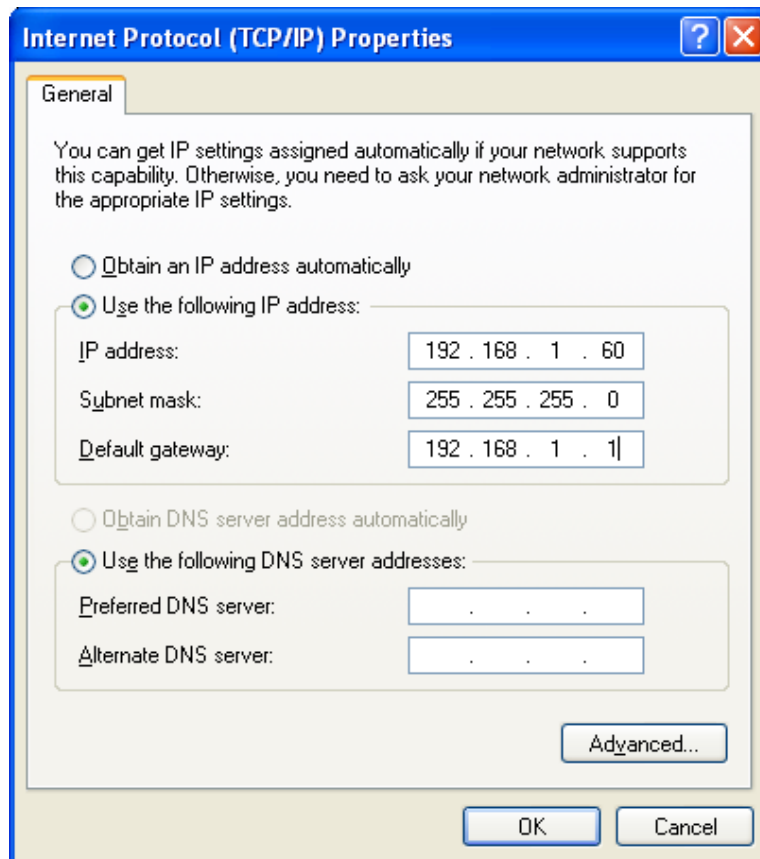 Internet Protocol (TCP/IP) Properties
General
You can get IP settings assigned automatically if your network supports
this capability. Otherwise, you need to ask your network administrator for
the appropriate IP settings.
Obtain an IP address automatically
Use the following IP address:
IP address: 192 . 168 . 1 . 60
Subnet mask: 255 . 255 . 255 . 0
Default gateway: 192 . 168 . 1 . 1
Obtain DNS server address automatically
Use the following DNS server addresses:
Preferred DNS server: . . .
Alternate DNS server: . . .
Advanced...
OK Cancel